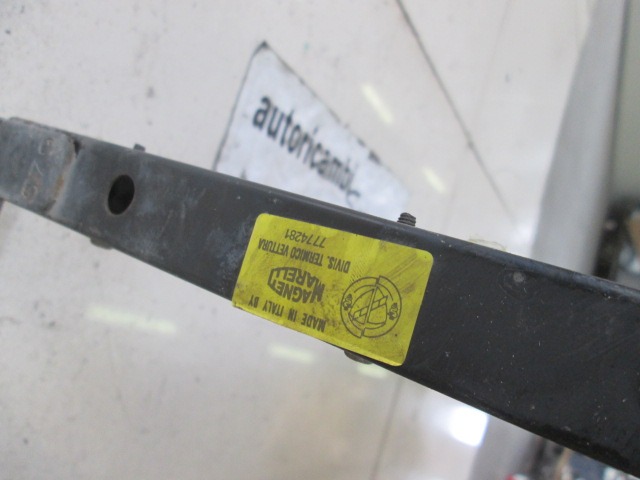 autoricambi
MADE IN ITALY BY
MAGNETI
MARELLI
DIVIS. TERMICO VETTURA
7774281